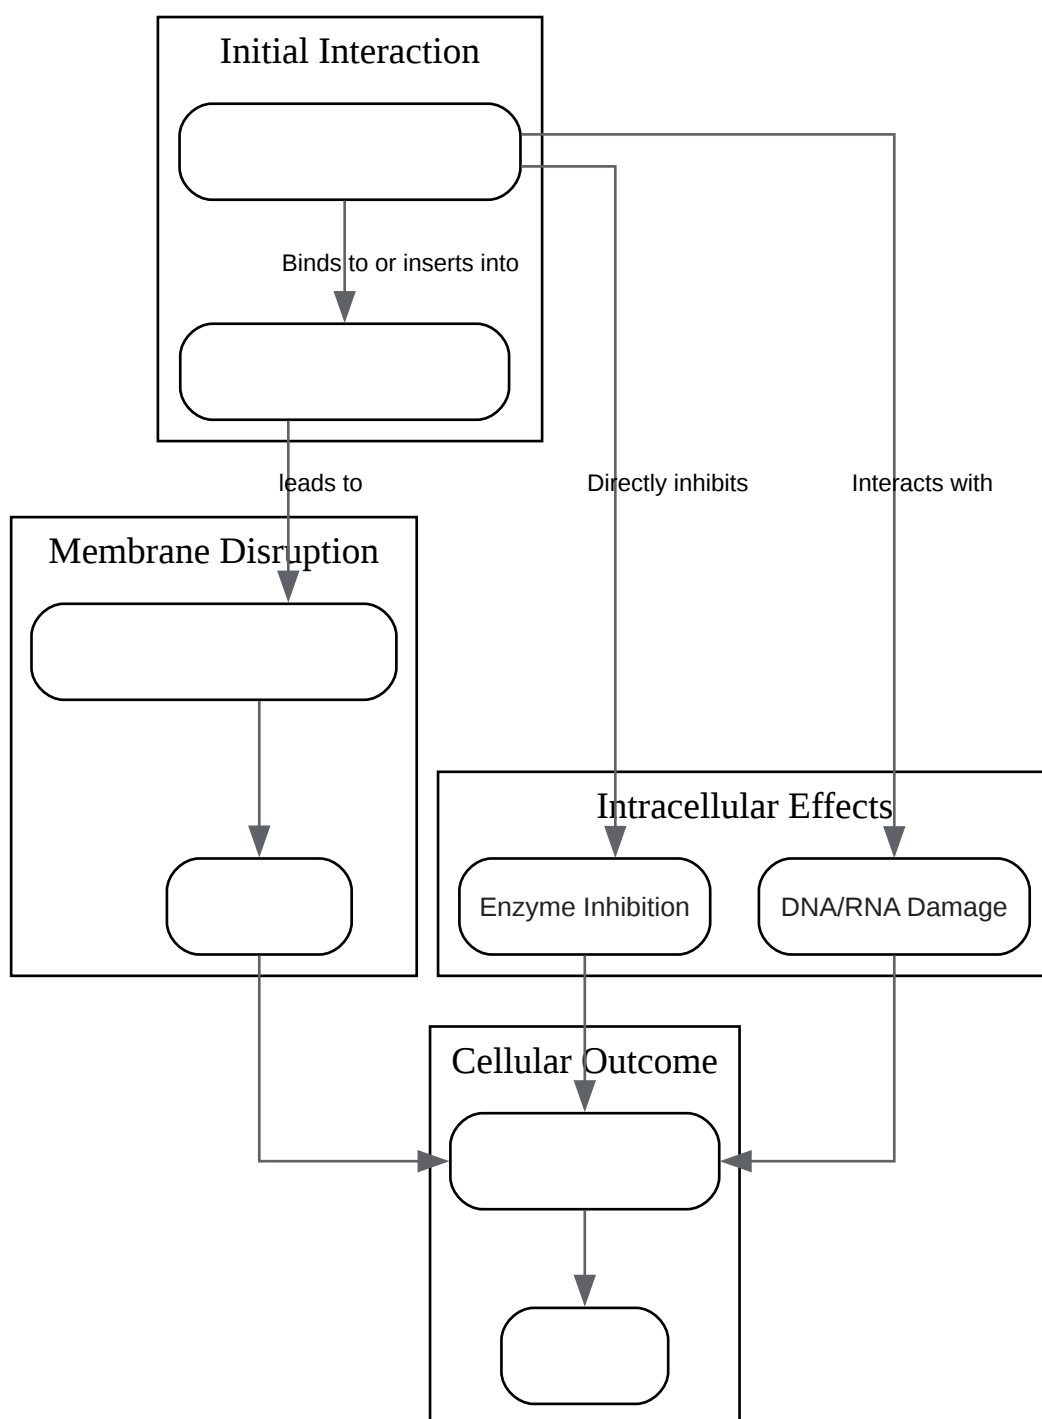 Initial Interaction
Binds to or inserts into
leads to
Directly inhibits
Interacts with
Membrane Disruption
Intracellular Effects
Enzyme Inhibition
DNA/RNA Damage
Cellular Outcome